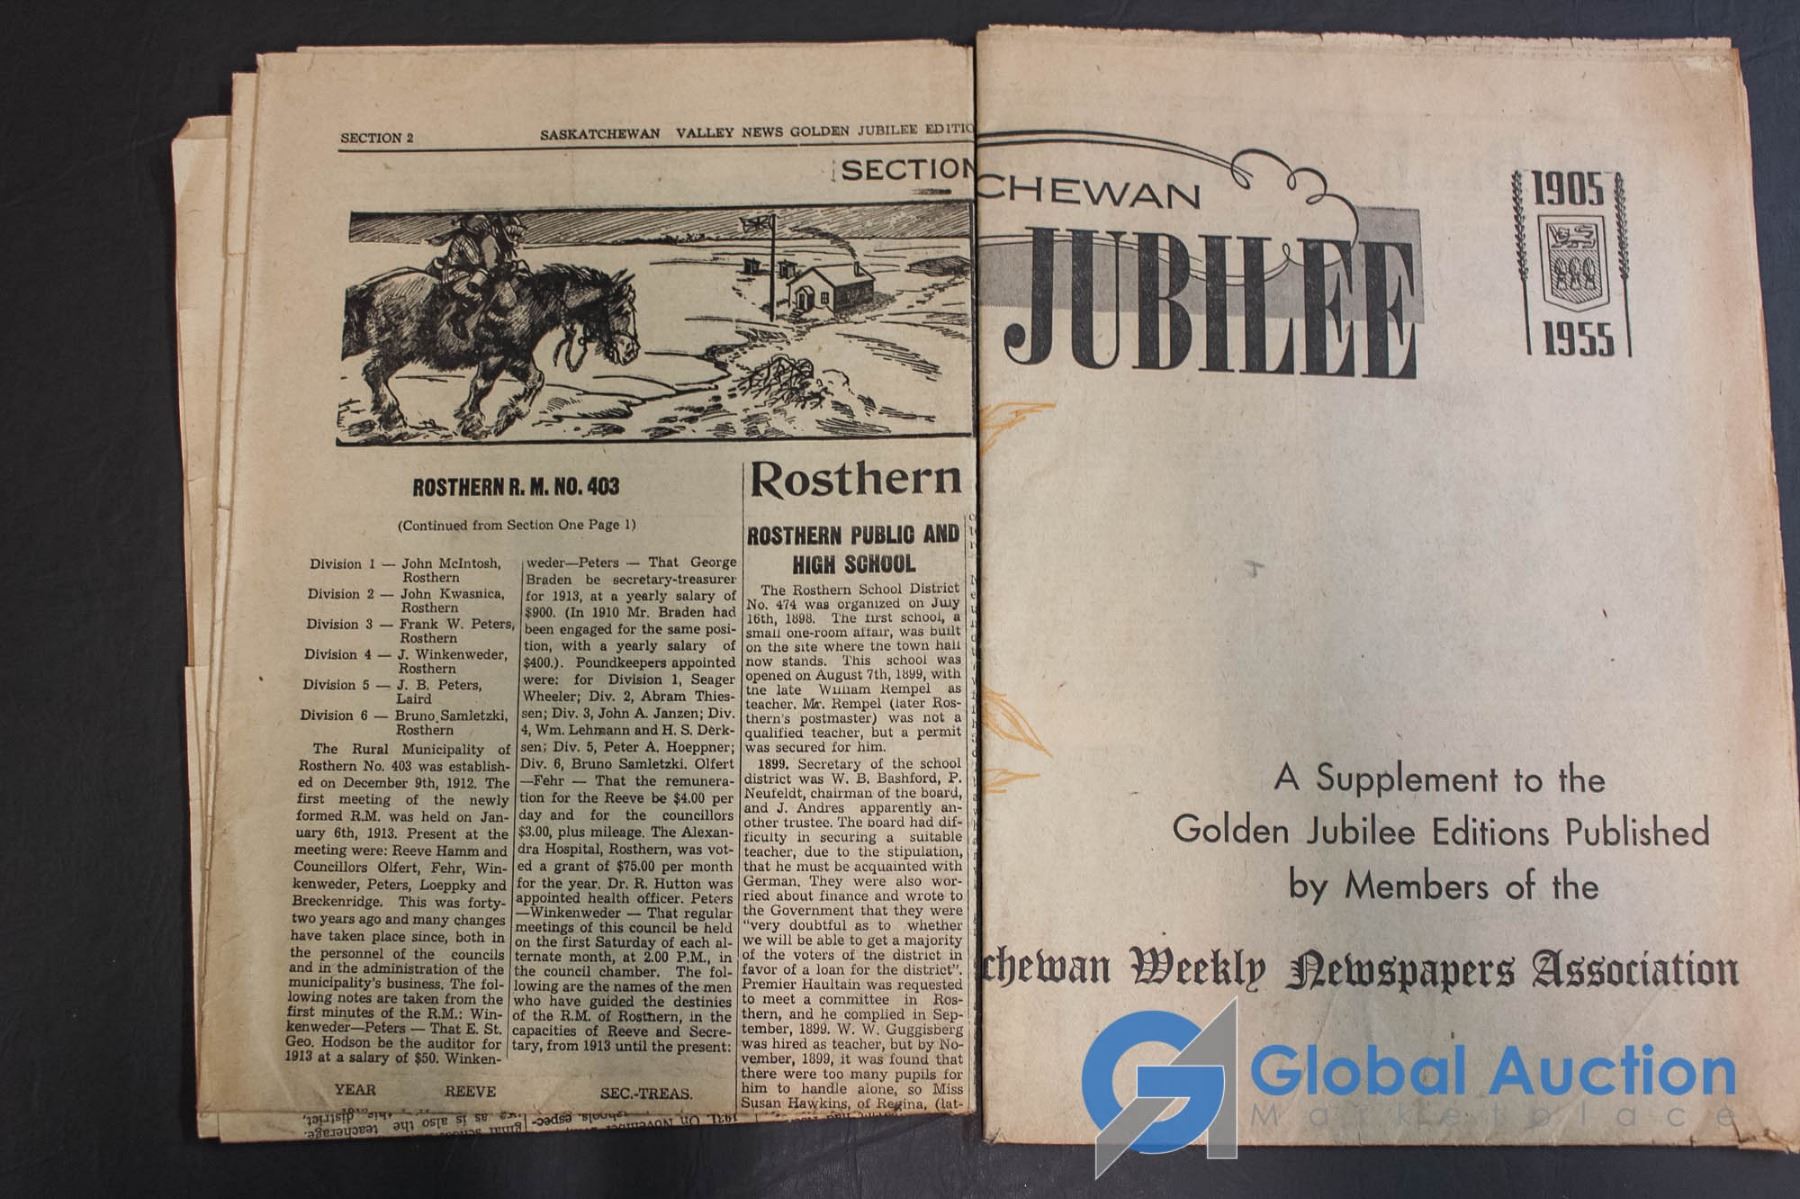 SECTION 2
SASKATCHEWAN VALLEY NEWS GOLDEN JUBILEE EDITIO
SECTION
ROSTHERN R. M. NO. 403
(Continued from Section One Page 1)
Division 1 — John McIntosh,
Rosthern
Division 2 — John Kwasnica,
Rosthern
Division 3 — Frank W. Peters,
Rosthern
Division 4 — J. Winkenweder,
Rosthern
Division 5 — J. B. Peters,
Laird
Division 6 — Bruno Samletzki,
Rosthern
The Rural Municipality of
Rosthern No. 403 was establish-
ed on December 9th, 1912. The
first meeting of the newly
formed R.M. was held on Jan-
uary 6th, 1913. Present at the
meeting were: Reeve Hamm and
Councillors Olfert, Fehr, Win-
kenweder, Peters, Loeppky and
Breckenridge. This was forty-
two years ago and many changes
have taken place since, both in
the personnel of the councils
and in the administration of the
municipality's business. The fol-
lowing notes are taken from the
first minutes of the R.M.: Win-
kenweder—Peters — That E. St.
Geo. Hodson be the auditor for
1913 at a salary of $50. Winken-
weder—Peters — That George
Braden be secretary-treasurer
for 1913, at a yearly salary of
$900. (In 1910 Mr. Braden had
been engaged for the same posi-
tion, with a yearly salary of
$400.). Poundkeepers appointed
were: for Division 1, Seager
Wheeler; Div. 2, Abram Thies-
sen; Div. 3, John A. Janzen; Div.
4, Wm. Lehmann and H. S. Derk-
sen; Div. 5, Peter A. Hoeppner;
Div. 6, Bruno Samletzki. Olfert
—Fehr — That the remunera-
tion for the Reeve be $4.00 per
day and for the councillors
$3.00, plus mileage. The Alexan-
dra Hospital, Rosthern, was vot-
ed a grant of $75.00 per month
for the year. Dr. R. Hutton was
appointed health officer. Peters
—Winkenweder — That regular
meetings of this council be held
on the first Saturday of each al-
ternate month, at 2.00 P.M., in
the council chamber. The fol-
lowing are the names of the men
who have guided the destinies
of the R.M. of Rosthern, in the
capacities of Reeve and Secre-
tary, from 1913 until the present:
YEAR REEVE SEC.-TREAS.
Rosthern
ROSTHERN PUBLIC AND
HIGH SCHOOL
The Rosthern School District
No. 474 was organized on July
16th, 1898. The first school, a
small one-room affair, was built
on the site where the town hall
now stands. This school was
opened on August 7th, 1899, with
the late William Rempel as
teacher. Mr. Rempel (later Ros-
thern's postmaster) was not a
qualified teacher, but a permit
was secured for him.
1899. Secretary of the school
district was W. B. Bashford, P.
Neufeldt, chairman of the board,
and J. Andres apparently an-
other trustee. The board had dif-
ficulty in securing a suitable
teacher, due to the stipulation,
that he must be acquainted with
German. They were also wor-
ried about finance and wrote to
the Government that they were
"very doubtful as to whether
we will be able to get a majority
of the voters of the district in
favor of a loan for the district".
Premier Haultain was requested
to meet a committee in Ros-
thern, and he complied in Sep-
tember, 1899. W. W. Guggisberg
was hired as teacher, but by No-
vember, 1899, it was found that
there were too many pupils for
him to handle alone, so Miss
Susan Hawkins, of Regina, (lat-
CHEWAN
JUBILEE
1905
1955
A Supplement to the
Golden Jubilee Editions Published
by Members of the
chewan Weekly Newspapers Association
Global Auction
Marketplace